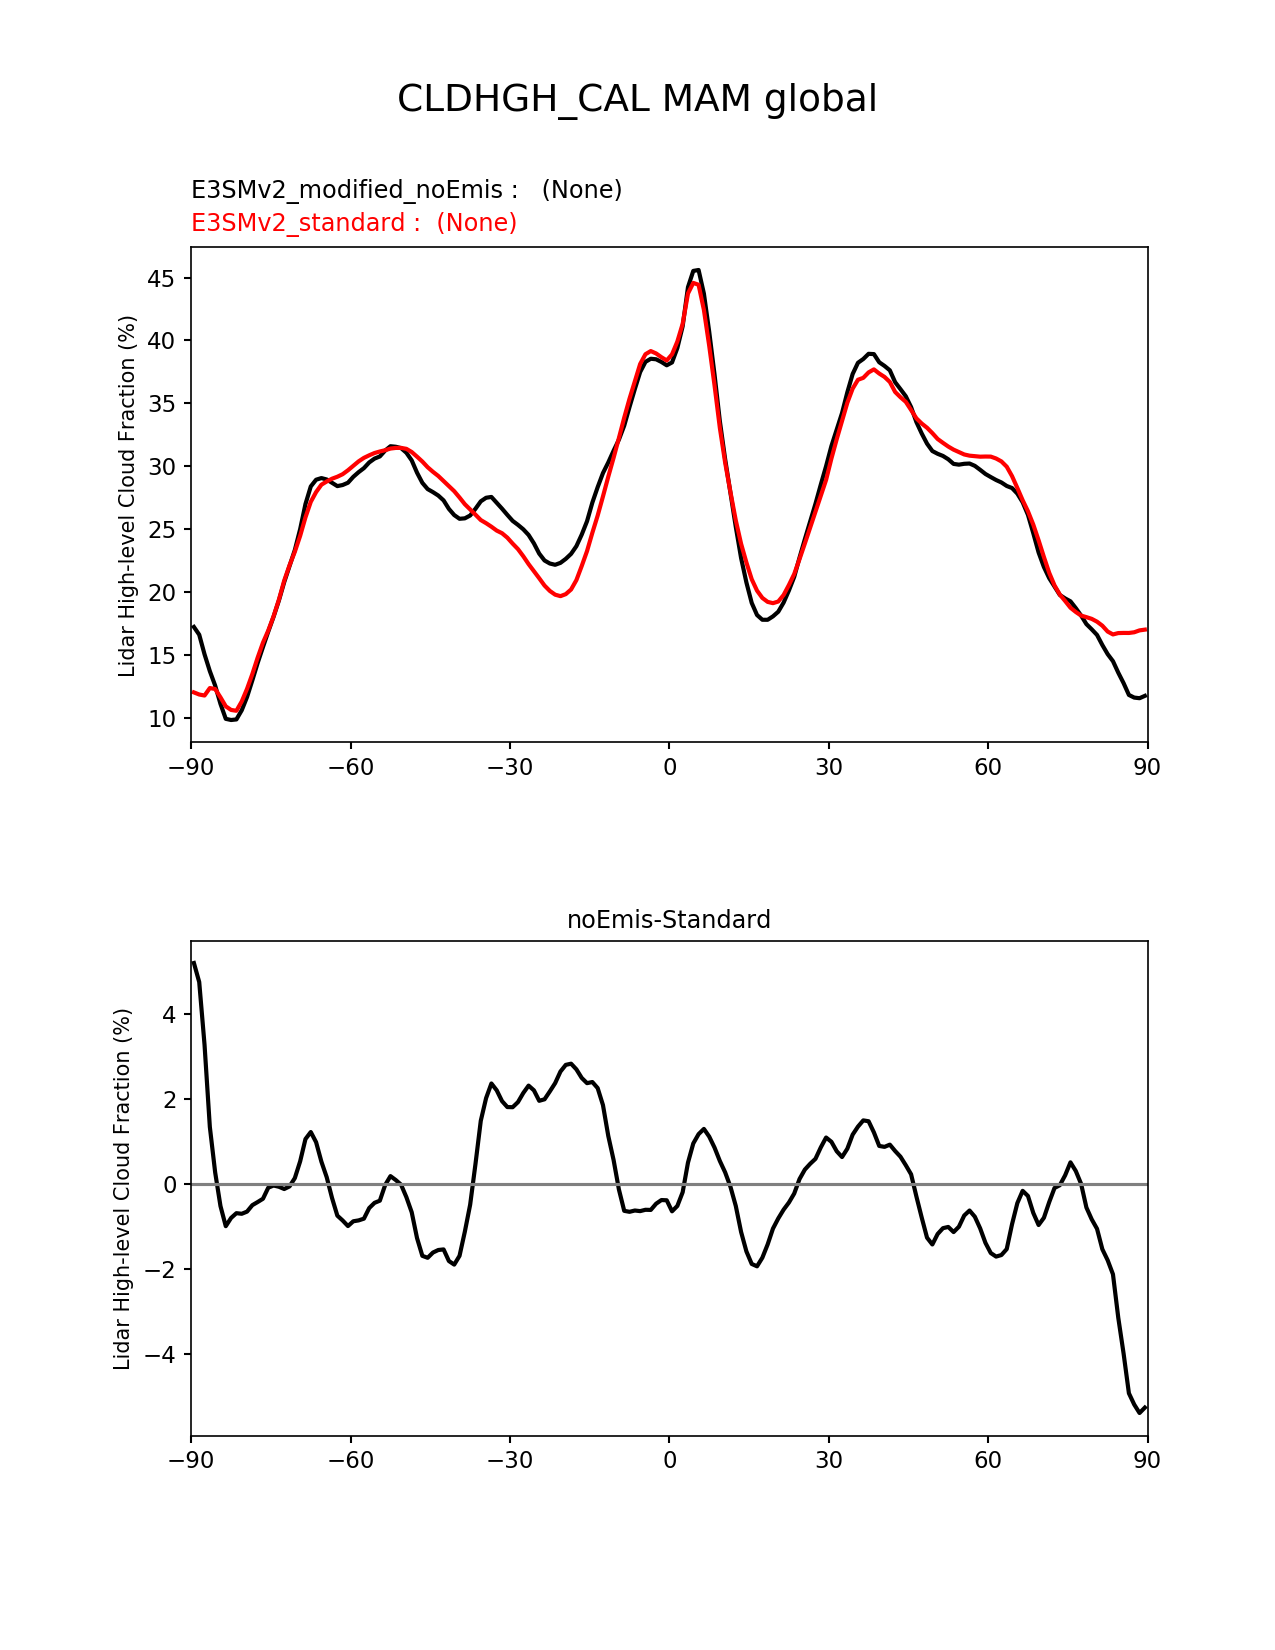 CLDHGH_CAL MAM global
E3SMv2_modified_noEmis :   (None)
E3SMv2_standard :  (None)
Lidar High-level Cloud Fraction (%)
45
40
35
30
25
20
15
10
−90 −60 −30 0 30 60 90
noEmis-Standard
Lidar High-level Cloud Fraction (%)
4
2
0
−2
−4
−90 −60 −30 0 30 60 90